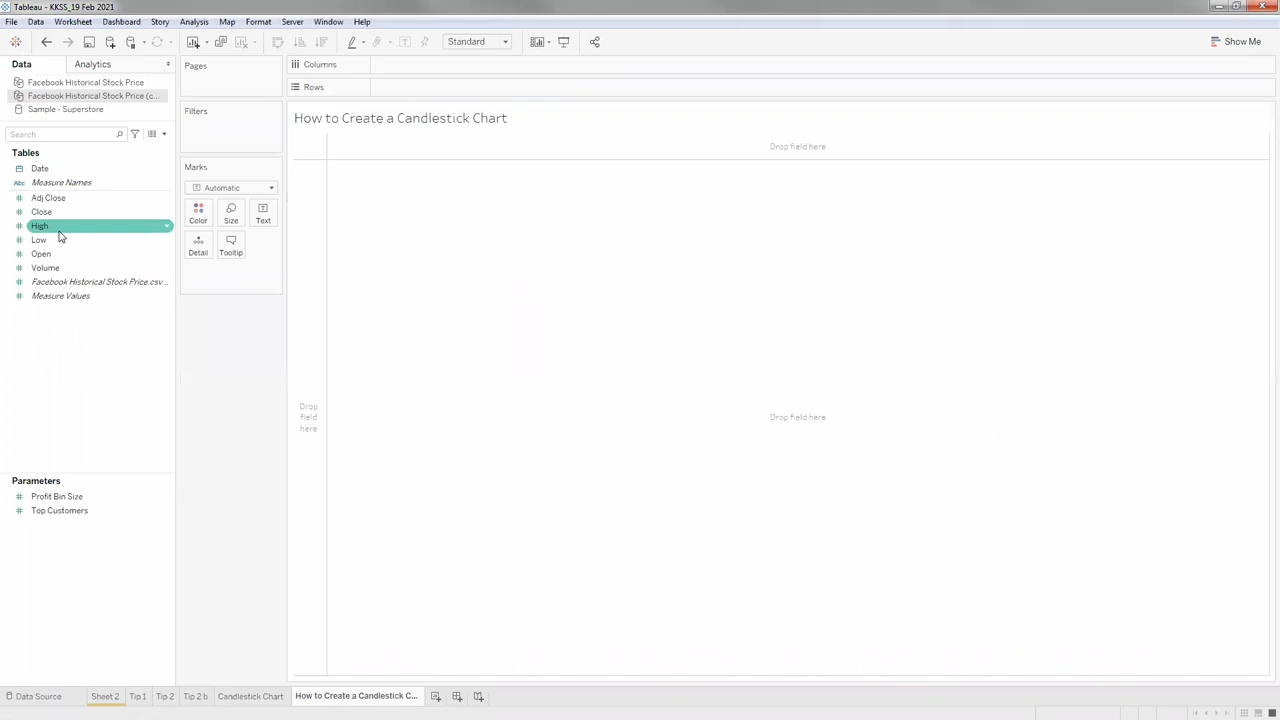 Tableau - KKSS_19 Feb 2021
File Data Worksheet Dashboard Story Analysis Map Format Server Window Help
Standard
Show Me
Data Analytics
Pages
Columns
Rows
Facebook Historical Stock Price
Facebook Historical Stock Price (c...
Sample - Superstore
Filters
How to Create a Candlestick Chart
Search
Drop field here
Tables
Date
Abc Measure Names
Adj Close
Close
High
Low
Open
Volume
Facebook Historical Stock Price.csv...
Measure Values
Marks
Automatic
Color Size Text
Detail Tooltip
Drop
field
here
Drop field here
Parameters
Profit Bin Size
Top Customers
Data Source Sheet 2 Tip 1 Tip 2 Tip 2 b Candlestick Chart How to Create a Candlestick C...